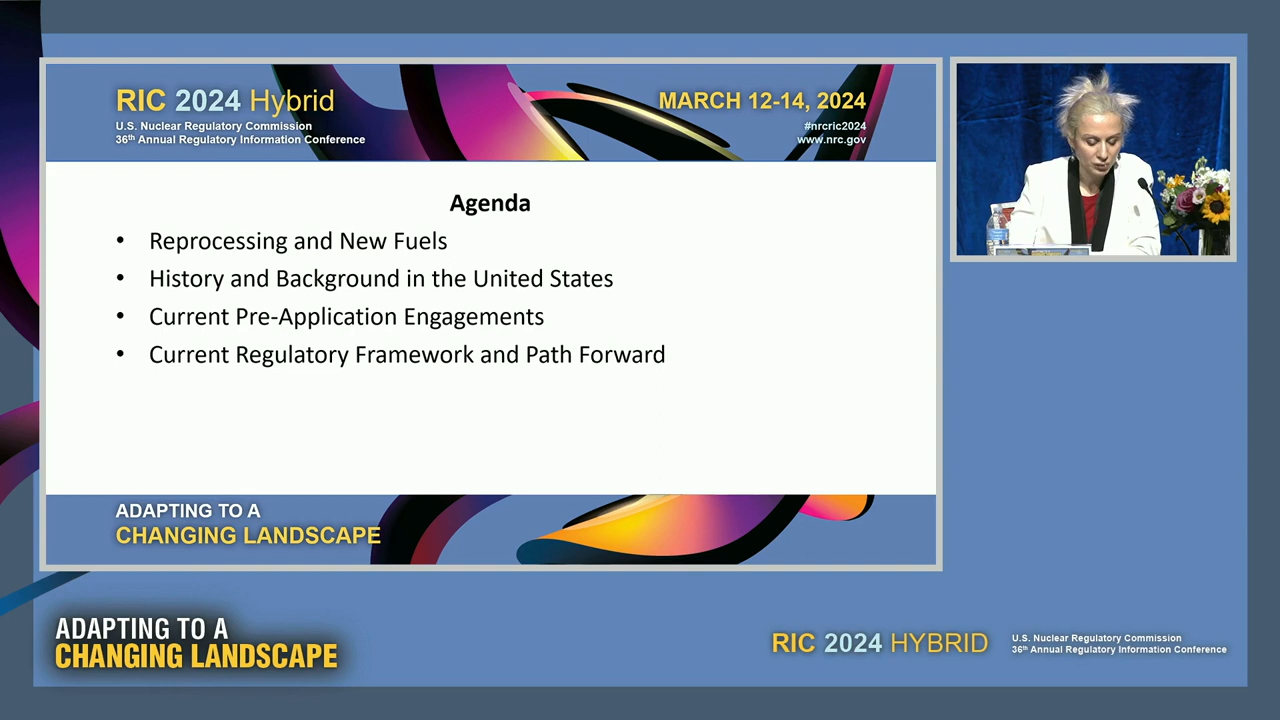 RIC 2024 Hybrid
U.S. Nuclear Regulatory Commission
36th Annual Regulatory Information Conference
MARCH 12-14, 2024
#nrcric2024
www.nrc.gov
Agenda
• Reprocessing and New Fuels
• History and Background in the United States
• Current Pre-Application Engagements
• Current Regulatory Framework and Path Forward
ADAPTING TO A
CHANGING LANDSCAPE
ADAPTING TO A
CHANGING LANDSCAPE
RIC 2024 HYBRID
U.S. Nuclear Regulatory Commission
36th Annual Regulatory Information Conference